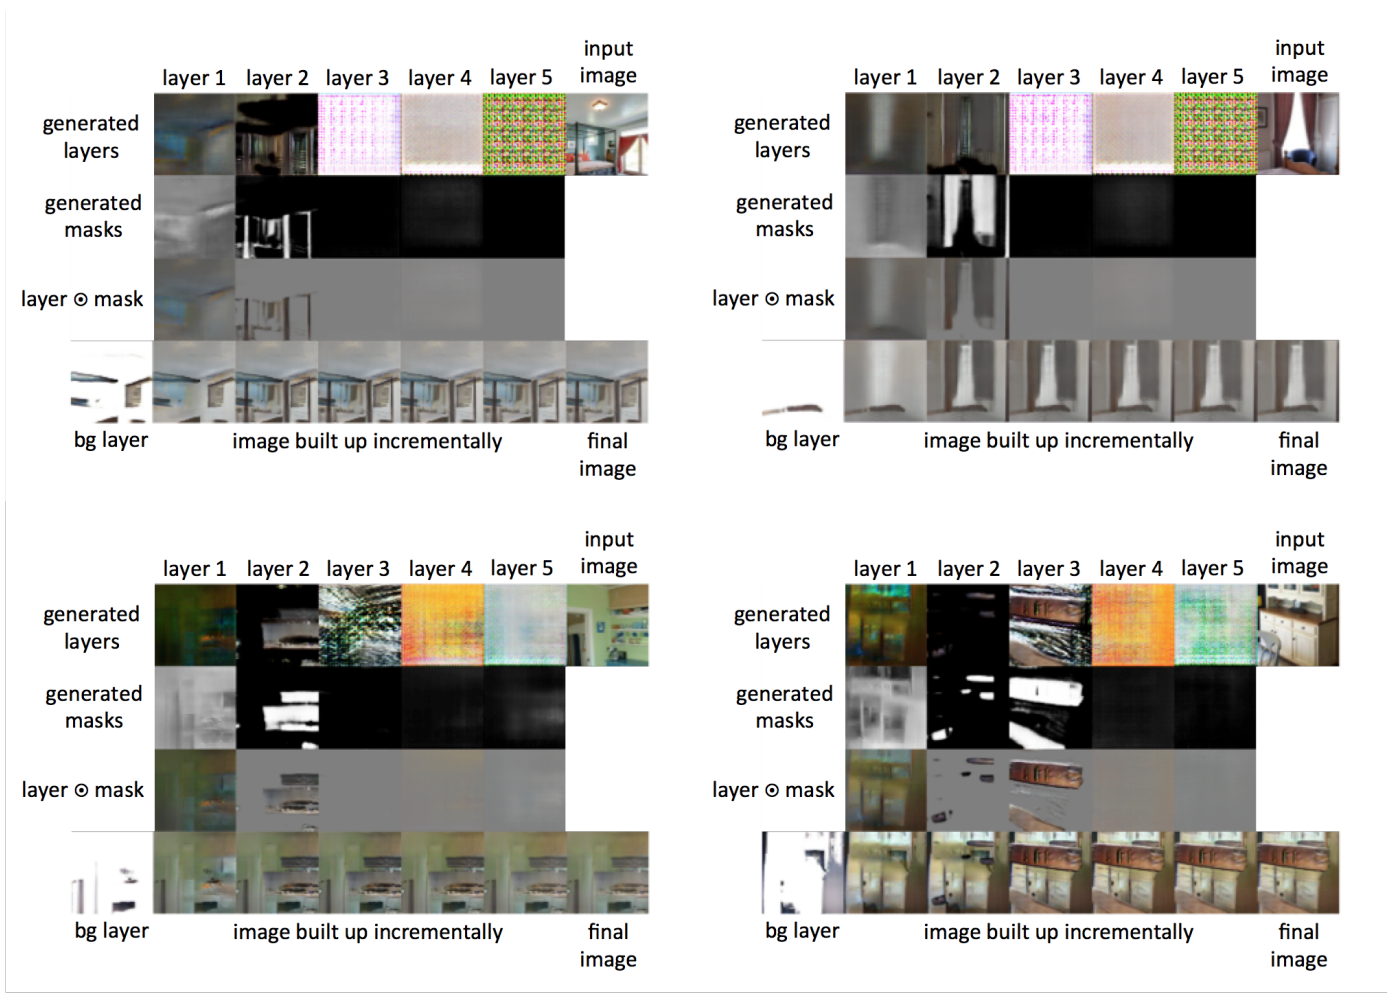 input
image
layer 1 layer 2 layer 3 layer 4 layer 5
generated
layers
generated
masks
layer ⊙ mask
bg layer
image built up incrementally
final
image
input
image
layer 1 layer 2 layer 3 layer 4 layer 5
generated
layers
generated
masks
layer ⊙ mask
bg layer
image built up incrementally
final
image
input
image
layer 1 layer 2 layer 3 layer 4 layer 5
generated
layers
generated
masks
layer ⊙ mask
bg layer
image built up incrementally
final
image
input
image
layer 1 layer 2 layer 3 layer 4 layer 5
generated
layers
generated
masks
layer ⊙ mask
bg layer
image built up incrementally
final
image